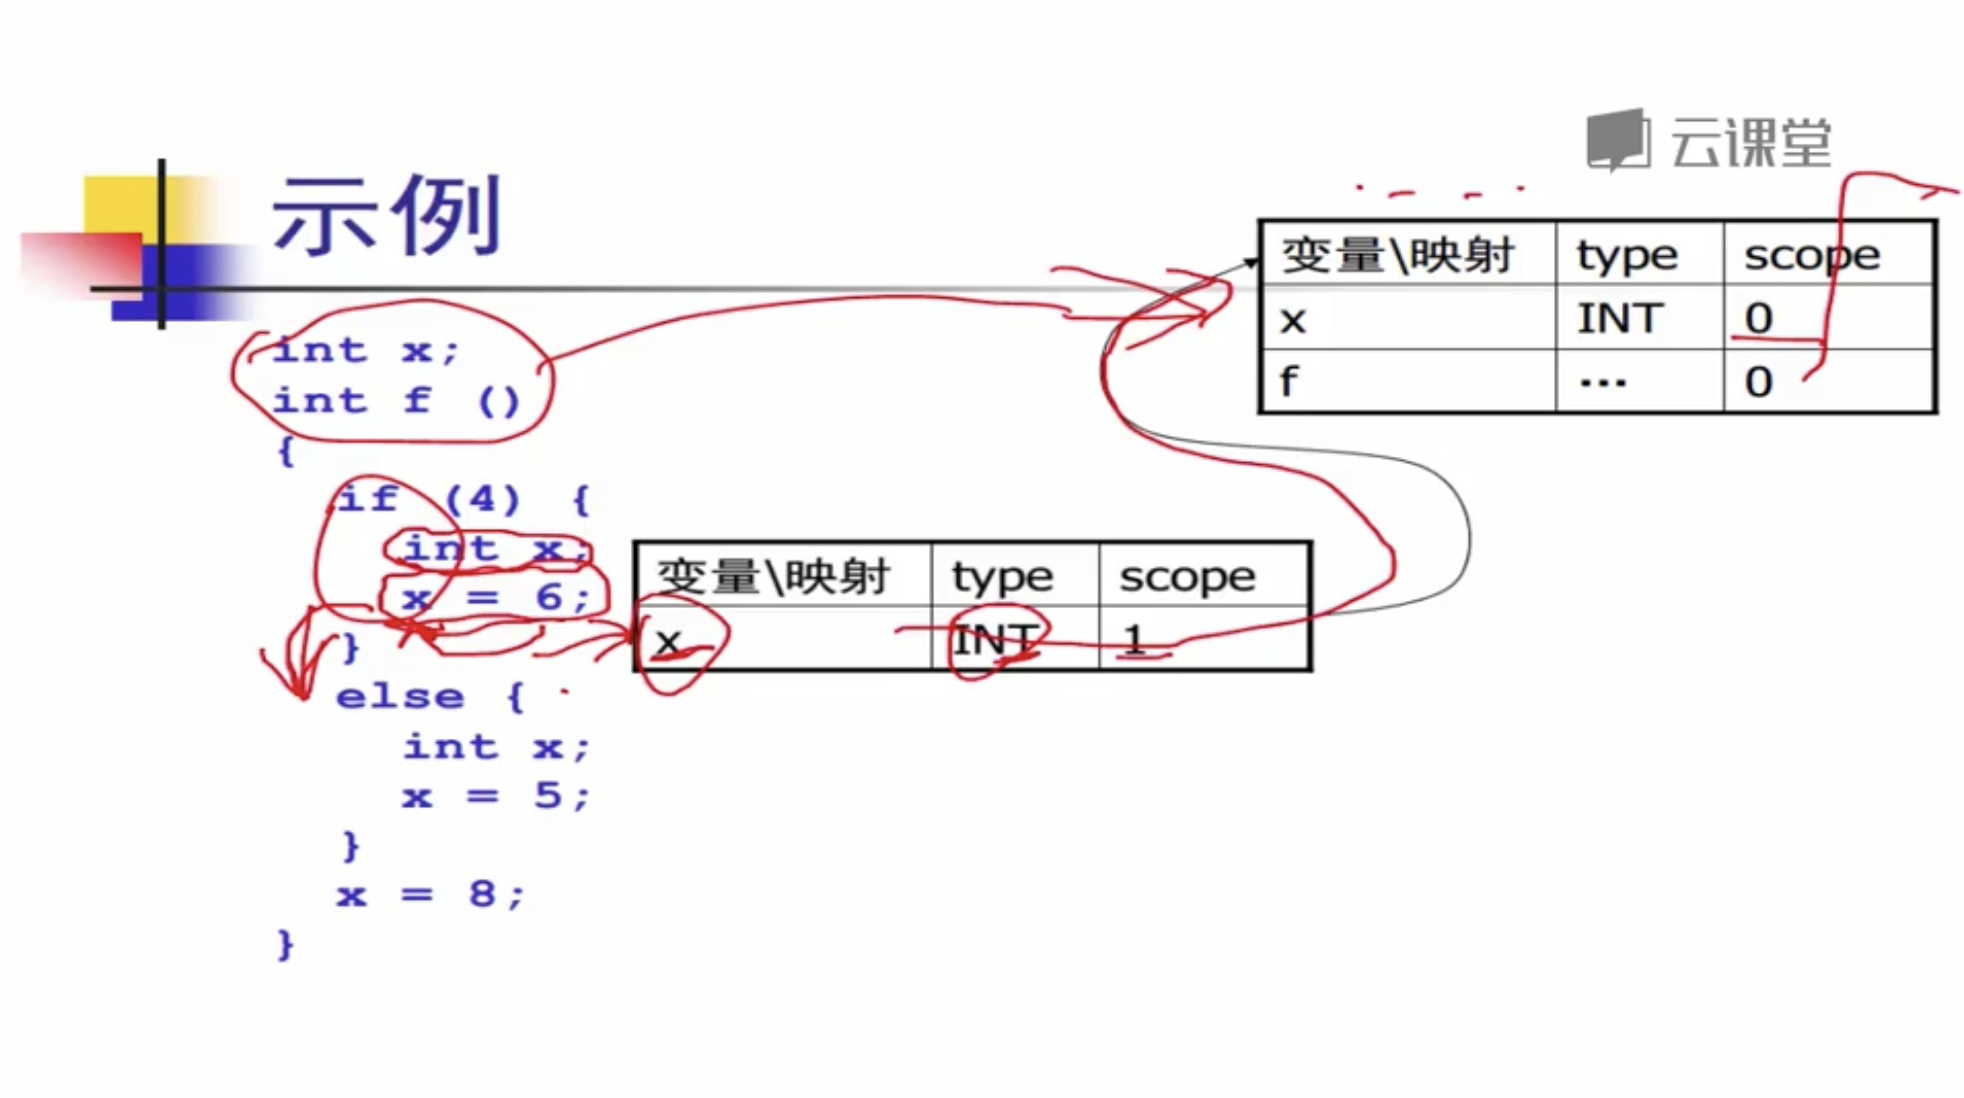 云课堂
示例
变量\映射 type scope
x INT 0
f … 0
int x;
int f ()
{
if (4) {
int x;
x = 6;
}
else {
int x;
x = 5;
}
x = 8;
}
变量\映射 type scope
x INT 1